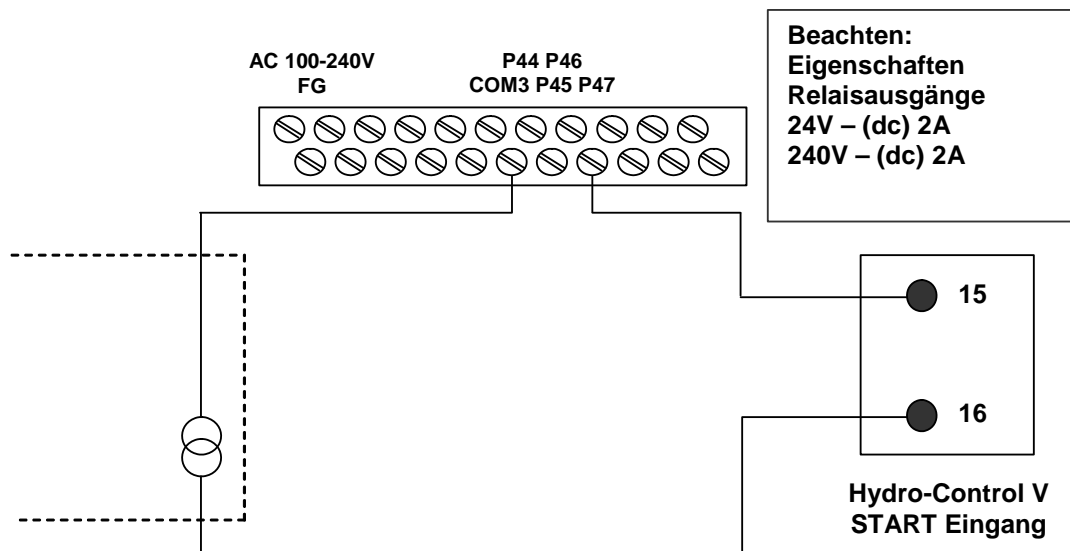 AC 100-240V
FG
P44 P46
COM3 P45 P47
Beachten:
Eigenschaften
Relaisausgänge
24V – (dc) 2A
240V – (dc) 2A
15
16
Hydro-Control V
START Eingang